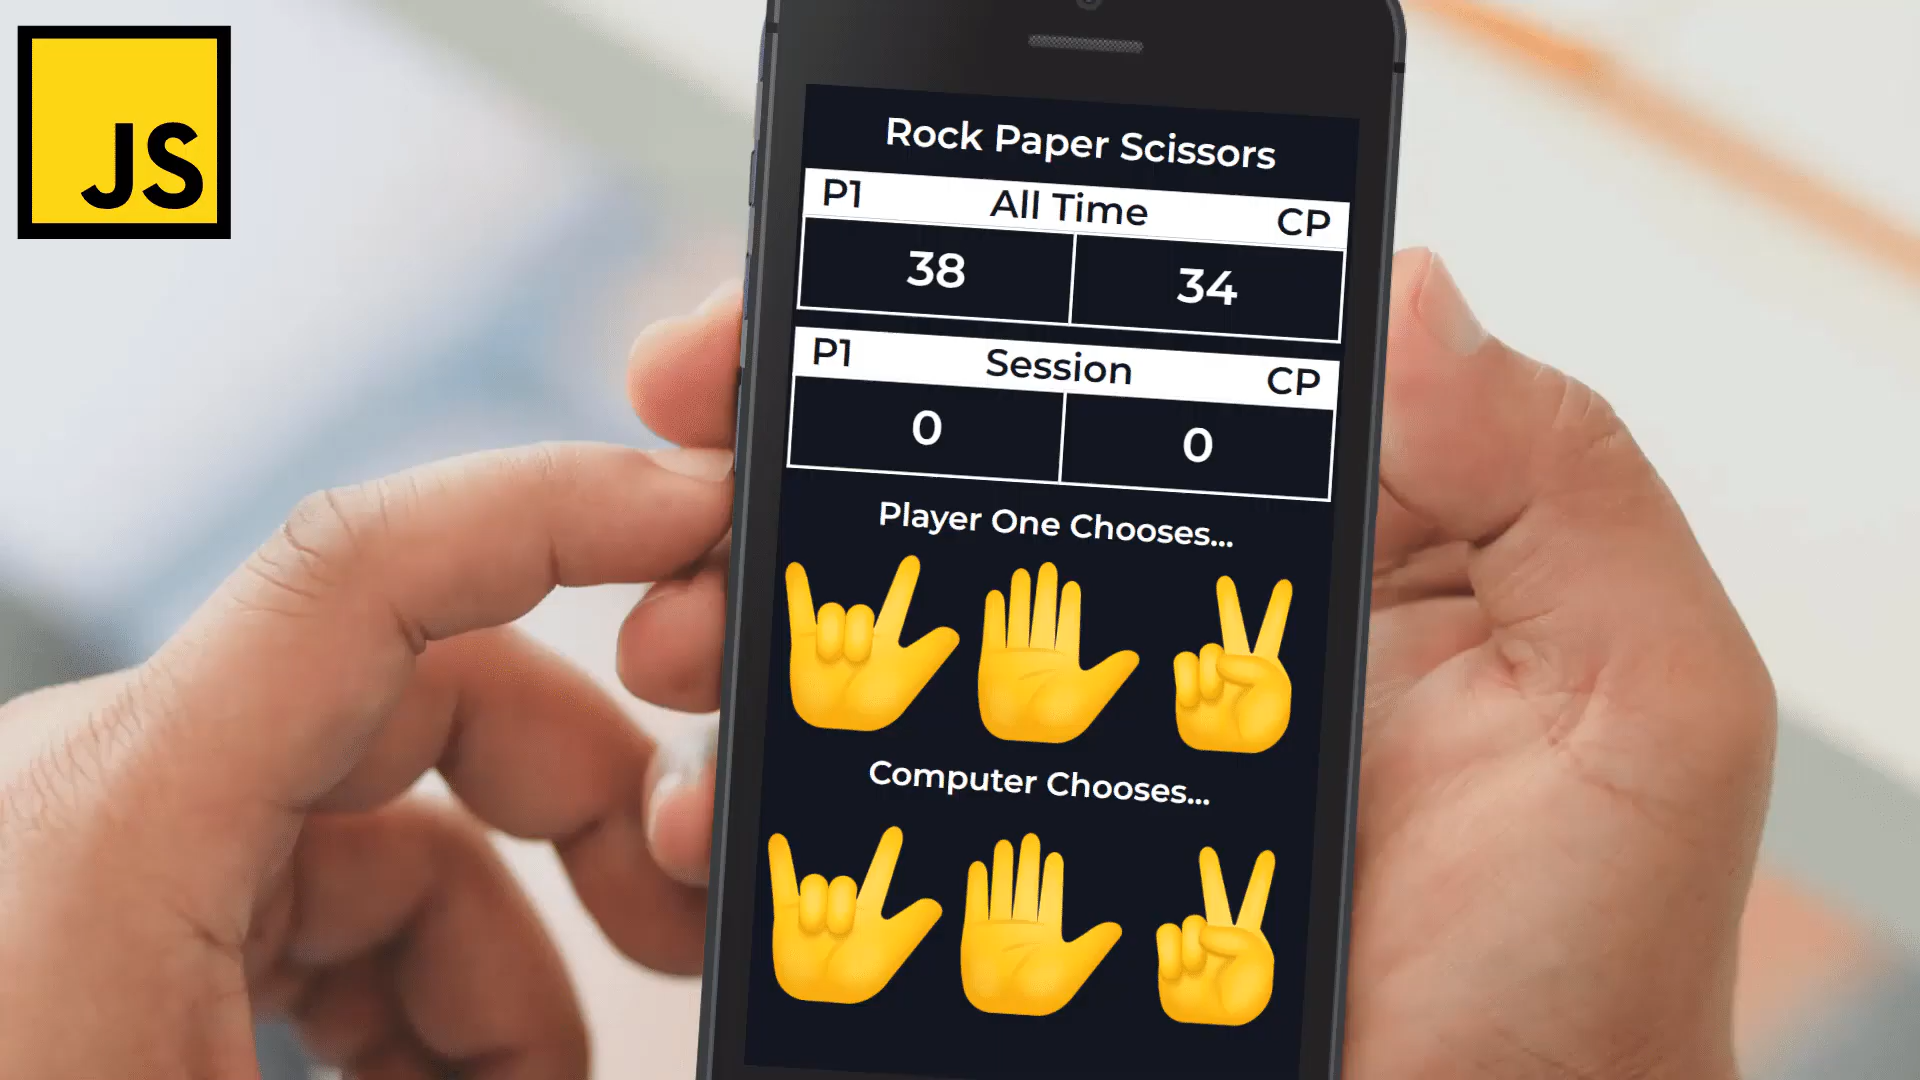 JS
Rock Paper Scissors
P1 All Time CP
38 34
P1 Session CP
0 0
Player One Chooses...
Computer Chooses...